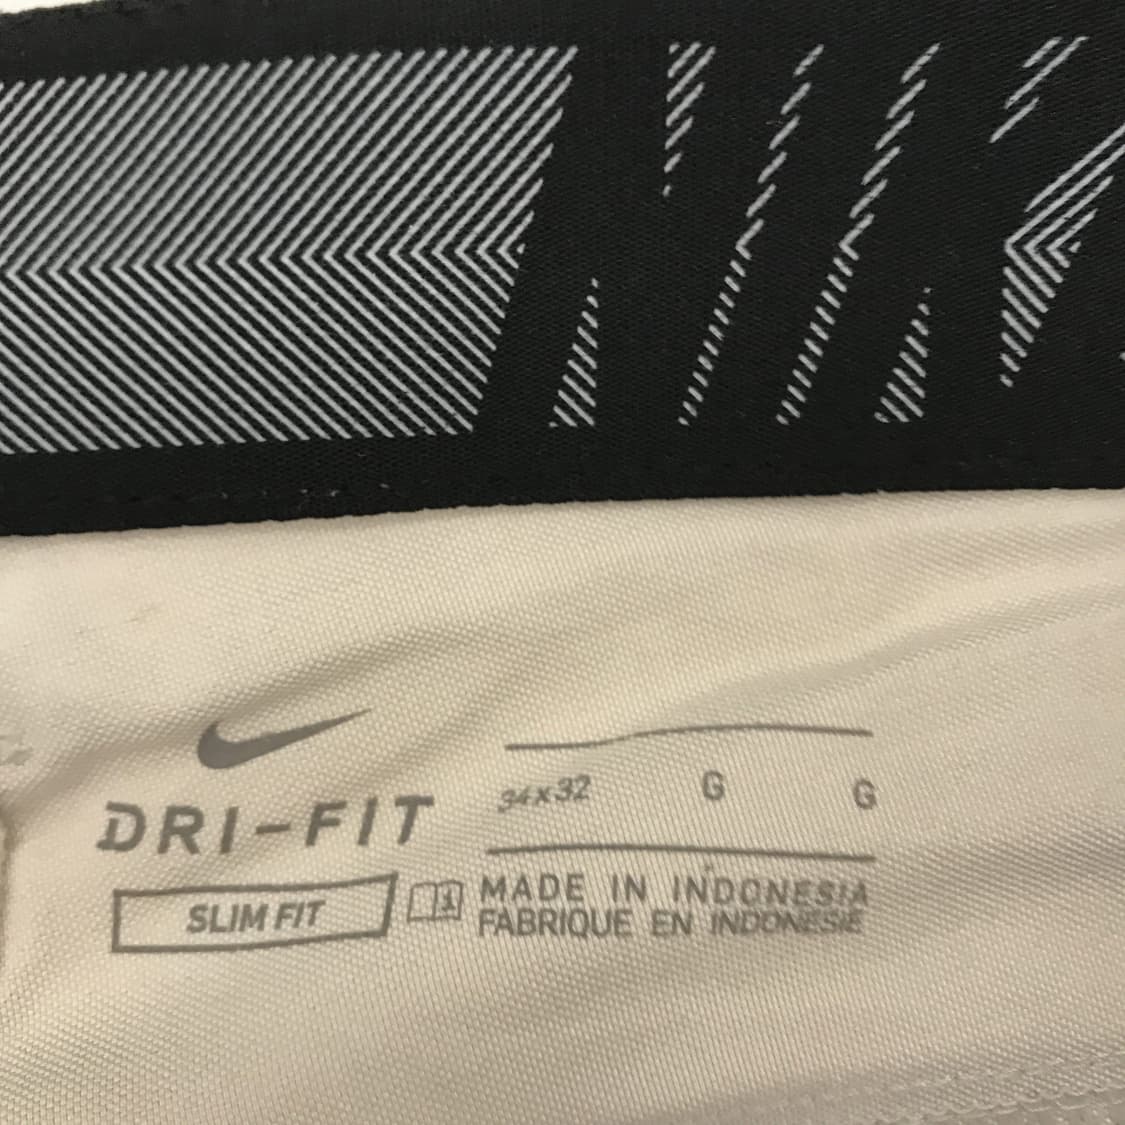 DRI-FIT
SLIM FIT
34x32 G G
MADE IN INDONESIA
FABRIQUE EN INDONESIE